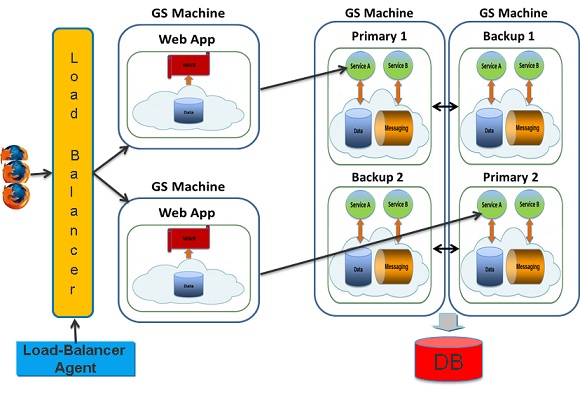 GS Machine
GS Machine
GS Machine
Web App
Primary 1
Backup 1
Load Balancer
Service A
Service B
Service A
Service B
Data
Data
Messaging
Data
Messaging
GS Machine
Web App
Backup 2
Primary 2
Service A
Service B
Service A
Service B
Data
Data
Messaging
Data
Messaging
Load-Balancer
Agent
DB